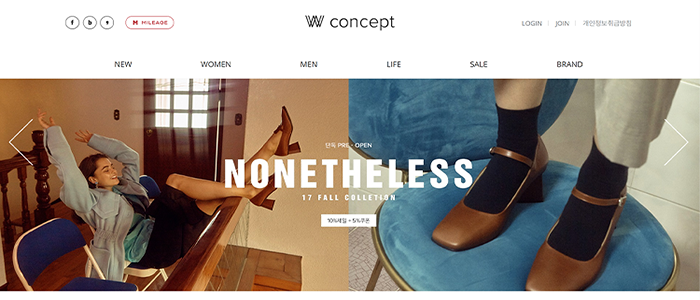 f b
MILEAGE
W concept
LOGIN | JOIN | 개인정보취급방침
NEW WOMEN MEN LIFE SALE BRAND
단독 PRE - OPEN
NONETHELESS
17 FALL COLLETION
10%세일 + 5%쿠폰